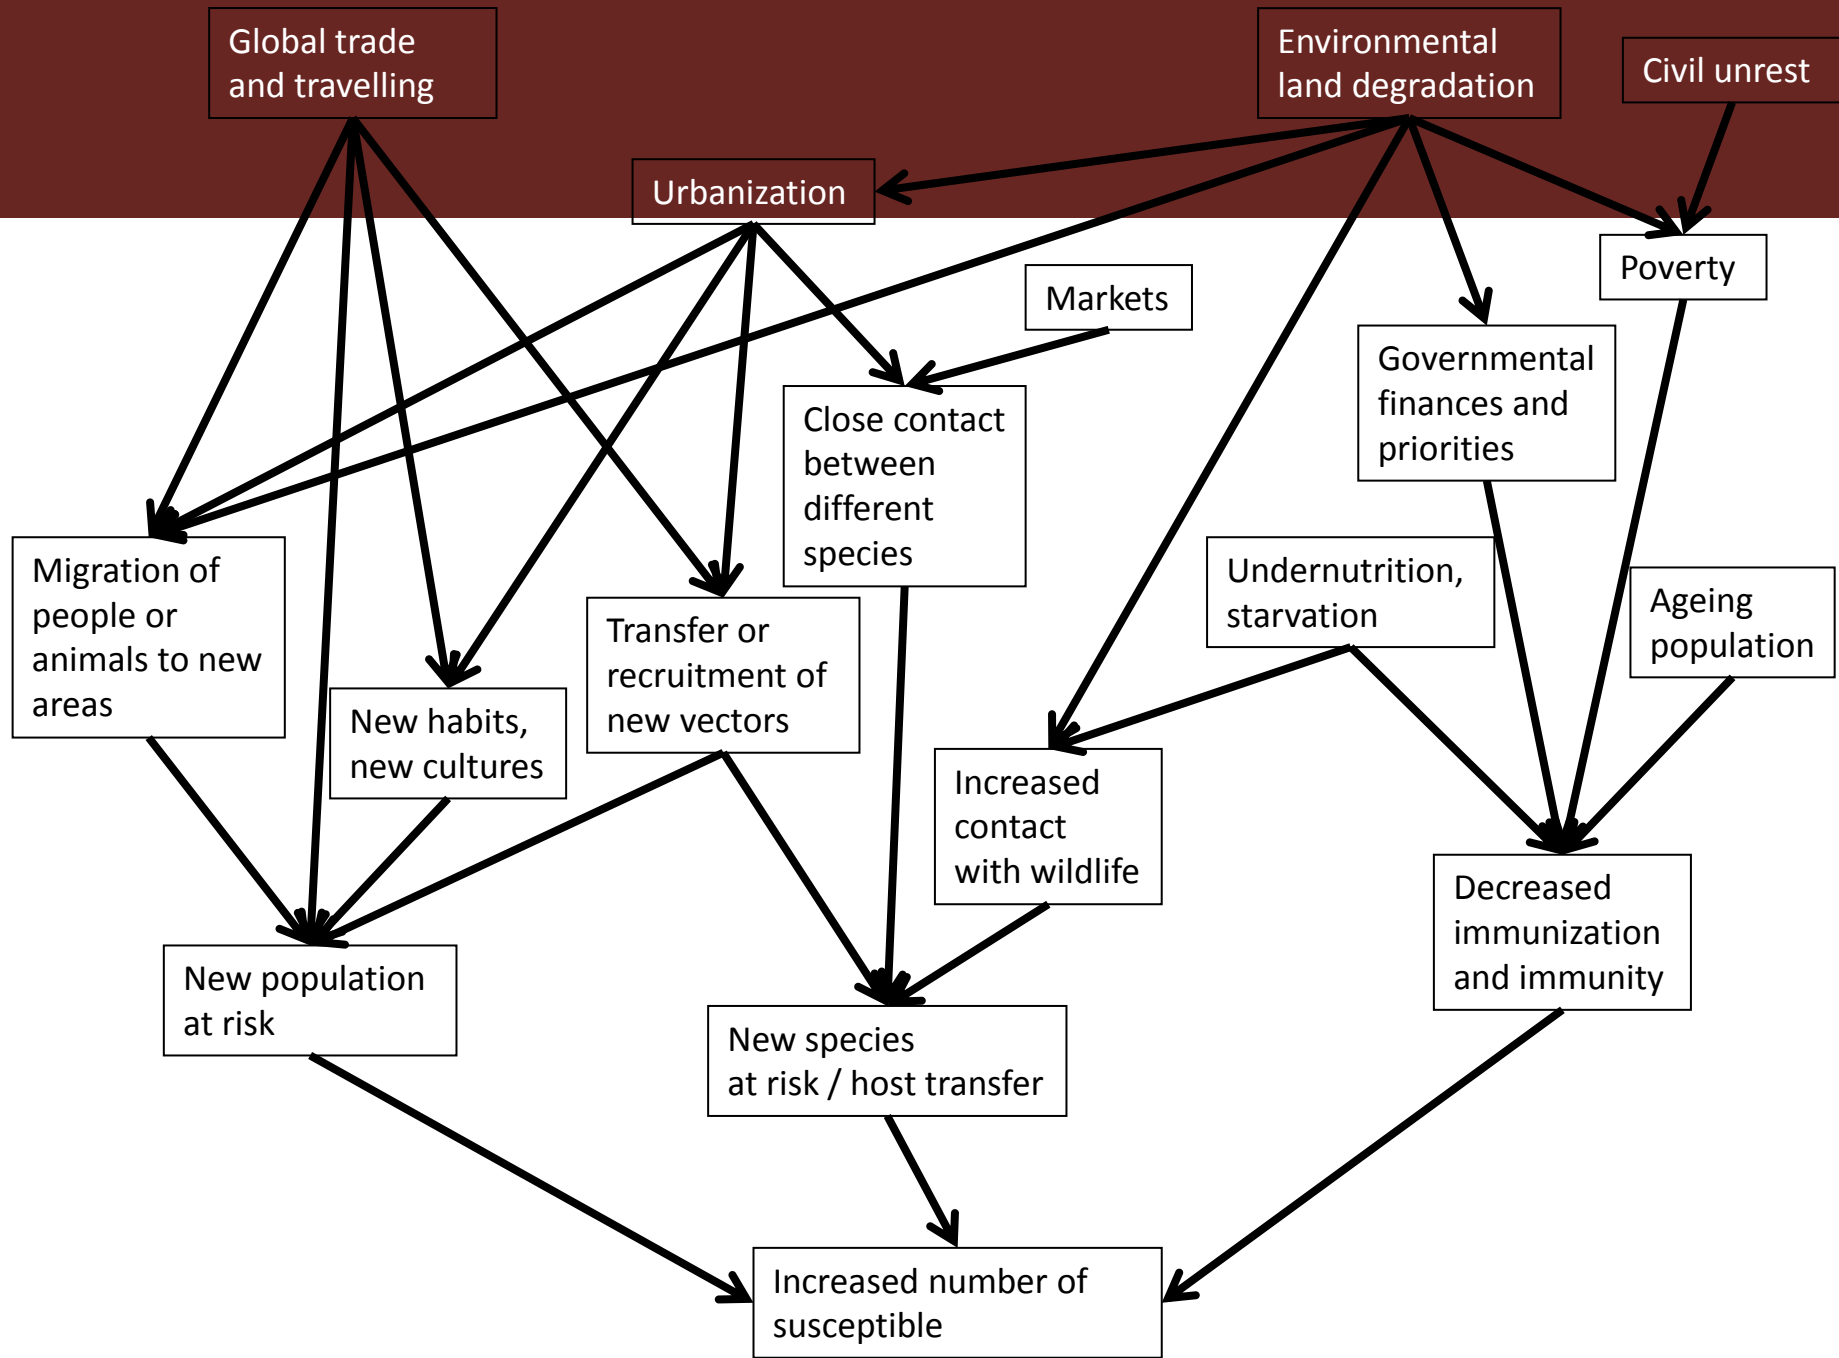 Global trade
and travelling
Environmental
land degradation
Civil unrest
Urbanization
Poverty
Markets
Governmental
finances and
priorities
Close contact
between
different
species
Migration of
people or
animals to new
areas
Undernutrition,
starvation
Ageing
population
Transfer or
recruitment of
new vectors
New habits,
new cultures
Increased
contact
with wildlife
Decreased
immunization
and immunity
New population
at risk
New species
at risk / host transfer
Increased number of
susceptible